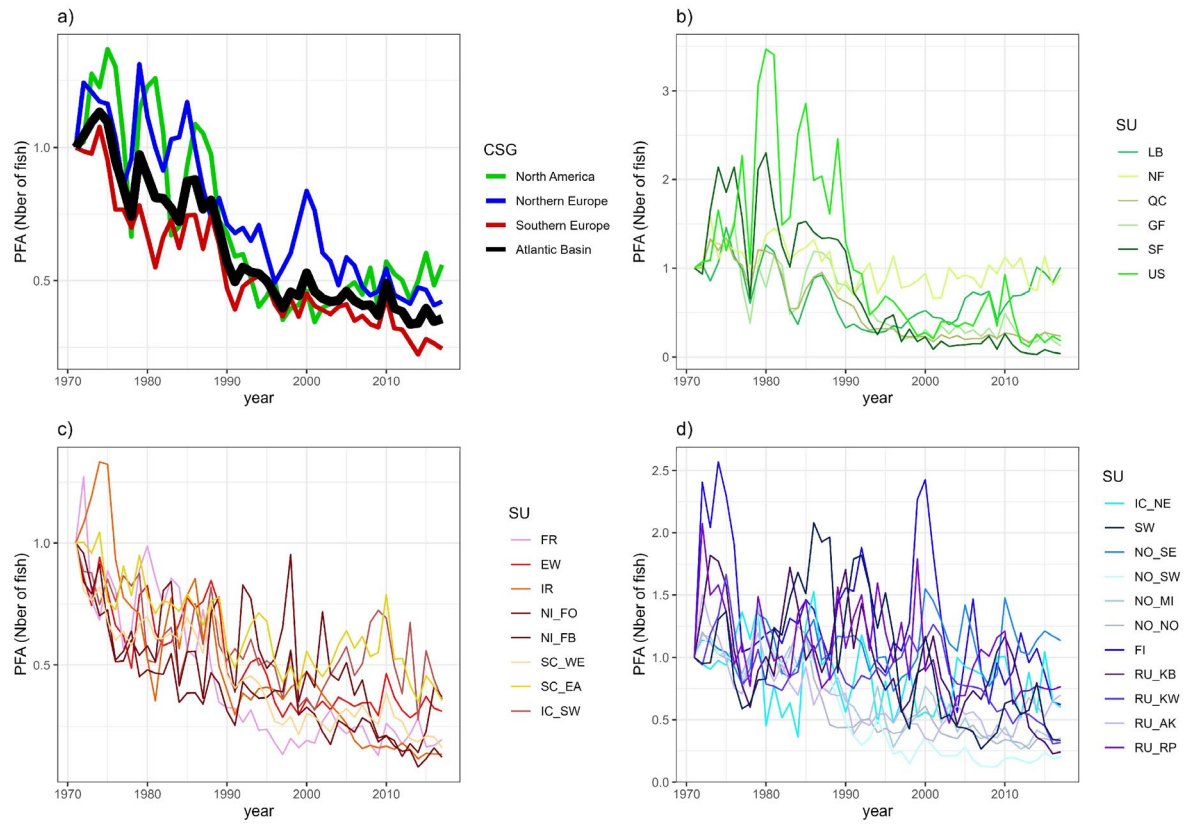 a)
PFA (Nber of fish)
1.0
0.5
1970
1980
1990
2000
2010
year
CSG
North America
Northern Europe
Southern Europe
Atlantic Basin
b)
PFA (Nber of fish)
3
2
1
0
1970
1980
1990
2000
2010
year
SU
LB
NF
QC
GF
SF
US
c)
PFA (Nber of fish)
1.0
0.5
1970
1980
1990
2000
2010
year
SU
FR
EW
IR
NI_FO
NI_FB
SC_WE
SC_EA
IC_SW
d)
PFA (Nber of fish)
2.5
2.0
1.5
1.0
0.5
0.0
1970
1980
1990
2000
2010
year
SU
IC_NE
SW
NO_SE
NO_SW
NO_MI
NO_NO
FI
RU_KB
RU_KW
RU_AK
RU_RP